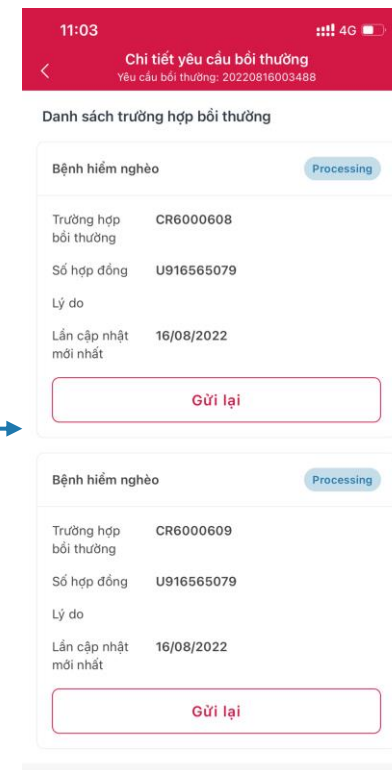 11:03 4G
Chi tiết yêu cầu bồi thường
Yêu cầu bồi thường: 20220816003488
Danh sách trường hợp bồi thường
Bệnh hiểm nghèo Processing
Trường hợp CR6000608
bồi thường
Số hợp đồng U916565079
Lý do
Lần cập nhật 16/08/2022
mới nhất
Gửi lại
Bệnh hiểm nghèo Processing
Trường hợp CR6000609
bồi thường
Số hợp đồng U916565079
Lý do
Lần cập nhật 16/08/2022
mới nhất
Gửi lại